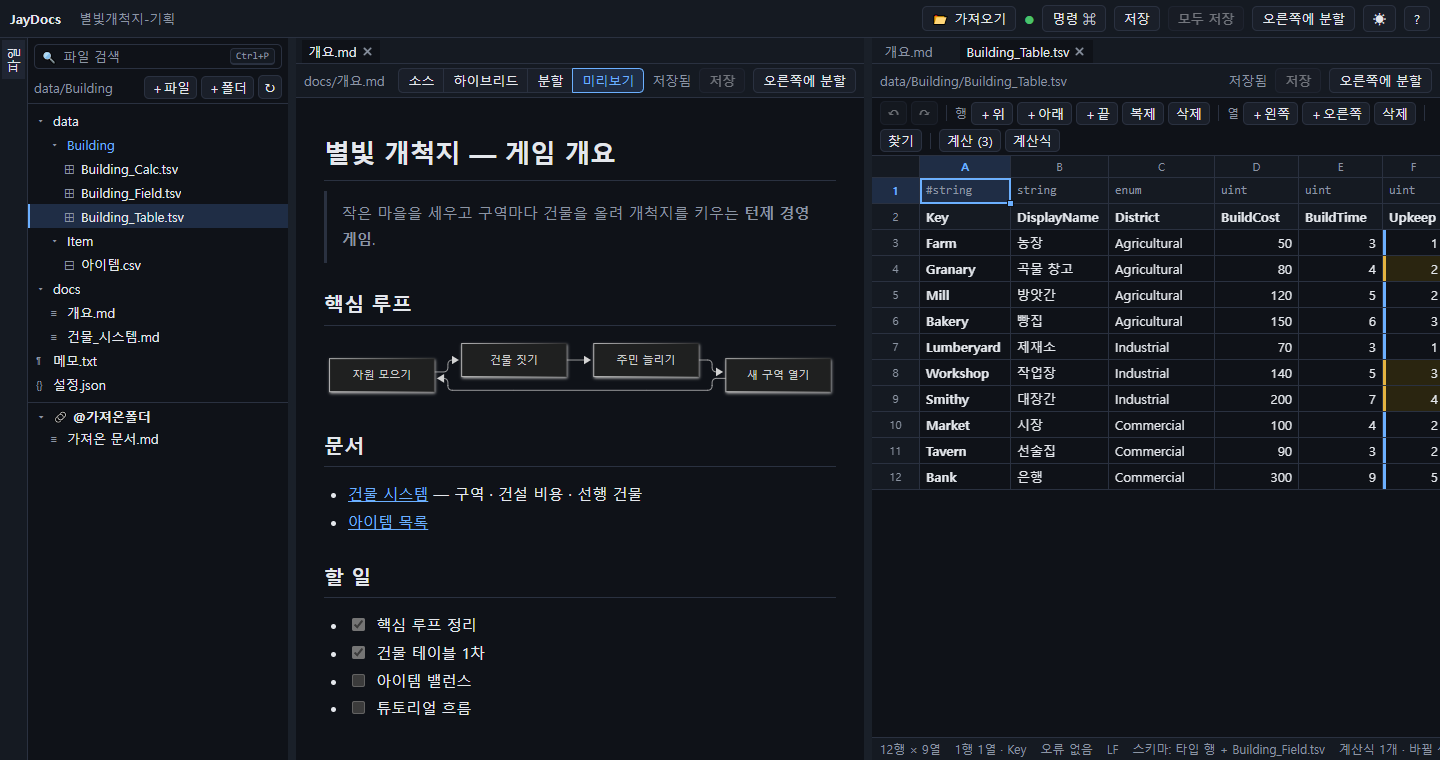 JayDocs 별빛개척지-기획 가져오기 명령 ⌘ 저장 모두 저장 오른쪽에 분할 ?
파일
파일 검색 Ctrl+P
data/Building +파일 +폴더 ↻
data
Building
Building_Calc.tsv
Building_Field.tsv
Building_Table.tsv
Item
아이템.csv
docs
개요.md
건물_시스템.md
메모.txt
{} 설정.json
@가져온폴더
가져온 문서.md
개요.md ✕
docs/개요.md 소스 하이브리드 분할 미리보기 저장됨 저장 오른쪽에 분할
별빛 개척지 — 게임 개요
작은 마을을 세우고 구역마다 건물을 올려 개척지를 키우는 턴제 경영
게임.
핵심 루프
자원 모으기 건물 짓기 주민 늘리기 새 구역 열기
문서
• 건물 시스템 — 구역 · 건설 비용 · 선행 건물
• 아이템 목록
할 일
• 핵심 루프 정리
• 건물 테이블 1차
• 아이템 밸런스
• 튜토리얼 흐름
개요.md Building_Table.tsv ✕
data/Building/Building_Table.tsv 저장됨 저장 오른쪽에 분할
행 +위 +아래 +끝 복제 삭제 열 +왼쪽 +오른쪽 삭제
찾기 계산 (3) 계산식
A B C D E F
1 #string string enum uint uint uint
2 Key DisplayName District BuildCost BuildTime Upkeep
3 Farm 농장 Agricultural 50 3 1
4 Granary 곡물 창고 Agricultural 80 4 2
5 Mill 방앗간 Agricultural 120 5 2
6 Bakery 빵집 Agricultural 150 6 3
7 Lumberyard 제재소 Industrial 70 3 1
8 Workshop 작업장 Industrial 140 5 3
9 Smithy 대장간 Industrial 200 7 4
10 Market 시장 Commercial 100 4 2
11 Tavern 선술집 Commercial 90 3 2
12 Bank 은행 Commercial 300 9 5
12행 × 9열 1행 1열 · Key 오류 없음 LF 스키마: 타입 행 + Building_Field.tsv 계산식 1개 · 바뀔